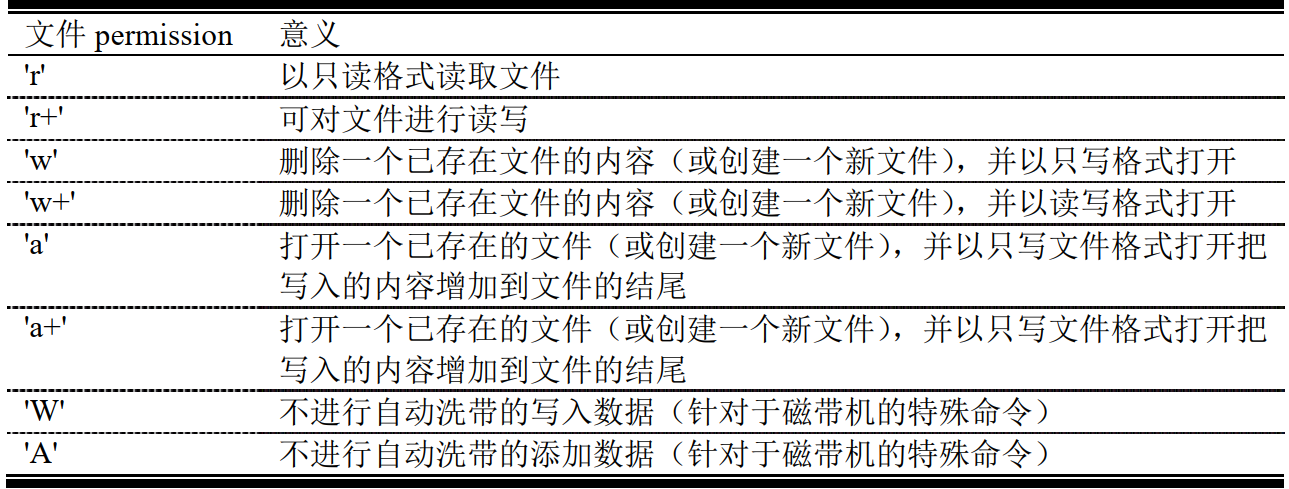 文件 permission 意义
'r' 以只读格式读取文件
'r+' 可对文件进行读写
'w' 删除一个已存在文件的内容（或创建一个新文件），并以只写格式打开
'w+' 删除一个已存在文件的内容（或创建一个新文件），并以读写格式打开
'a' 打开一个已存在的文件（或创建一个新文件），并以只写文件格式打开把
写入的内容增加到文件的结尾
'a+' 打开一个已存在的文件（或创建一个新文件），并以只写文件格式打开把
写入的内容增加到文件的结尾
'W' 不进行自动洗带的写入数据（针对于磁带机的特殊命令）
'A' 不进行自动洗带的添加数据（针对于磁带机的特殊命令）